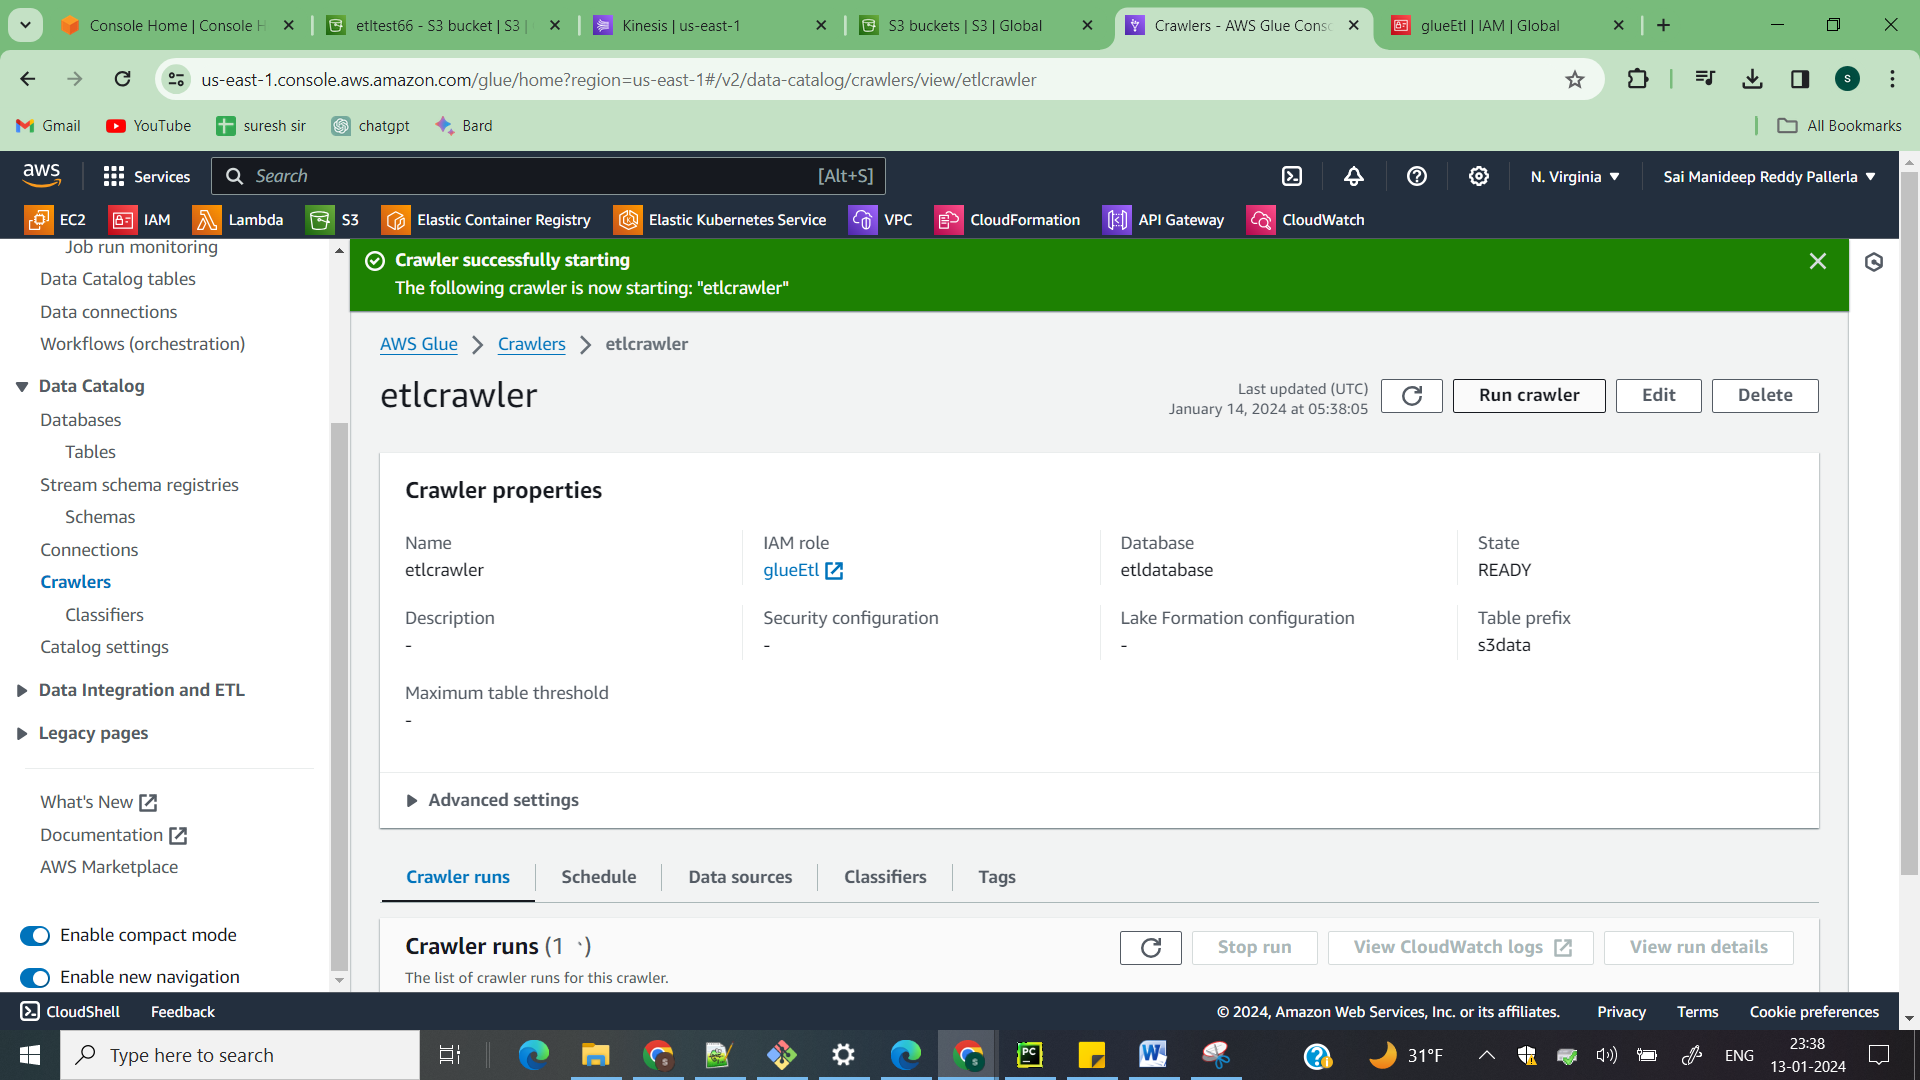 Console Home | Console H
etltest66 - S3 bucket | S3 |
Kinesis | us-east-1
S3 buckets | S3 | Global
Crawlers - AWS Glue Conso
glueEtl | IAM | Global
us-east-1.console.aws.amazon.com/glue/home?region=us-east-1#/v2/data-catalog/crawlers/view/etlcrawler
S
Gmail
YouTube
suresh sir
chatgpt
Bard
All Bookmarks
aws
Services
Search
[Alt+S]
N. Virginia
Sai Manideep Reddy Pallerla
EC2
IAM
Lambda
S3
Elastic Container Registry
Elastic Kubernetes Service
VPC
CloudFormation
API Gateway
CloudWatch
Job run monitoring
Data Catalog tables
Data connections
Workflows (orchestration)
Data Catalog
Databases
Tables
Stream schema registries
Schemas
Connections
Crawlers
Classifiers
Catalog settings
Data Integration and ETL
Legacy pages
What's New
Documentation
AWS Marketplace
Enable compact mode
Enable new navigation
Crawler successfully starting
The following crawler is now starting: "etlcrawler"
AWS Glue
Crawlers
etlcrawler
etlcrawler
Last updated (UTC)
January 14, 2024 at 05:38:05
Run crawler
Edit
Delete
Crawler properties
Name
etlcrawler
IAM role
glueEtl
Database
etldatabase
State
READY
Description
-
Security configuration
-
Lake Formation configuration
-
Table prefix
s3data
Maximum table threshold
-
Advanced settings
Crawler runs
Schedule
Data sources
Classifiers
Tags
Crawler runs (1 )
Stop run
View CloudWatch logs
View run details
The list of crawler runs for this crawler.
CloudShell
Feedback
© 2024, Amazon Web Services, Inc. or its affiliates.
Privacy
Terms
Cookie preferences
Type here to search
PC
31°F
ENG
23:38
13-01-2024